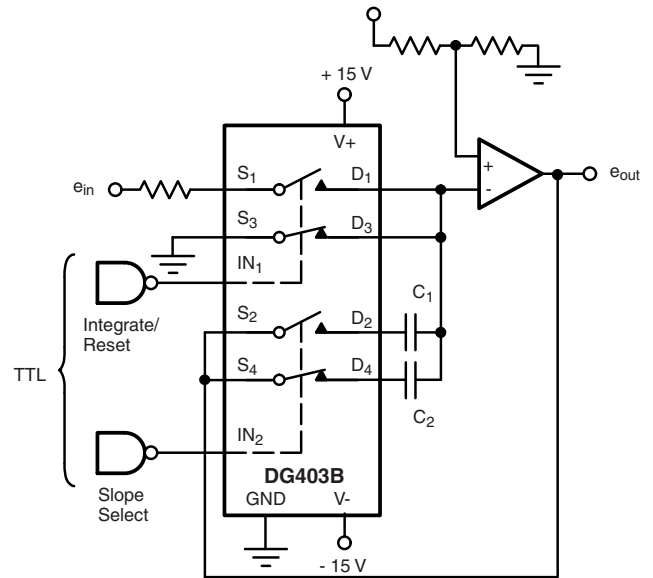 + 15 V
V+
e_in
S1
D1
+
-
e_out
S3
D3
IN1
Integrate/
Reset
S2
D2
C1
TTL
S4
D4
C2
IN2
DG403B
Slope
Select
GND
V-
- 15 V